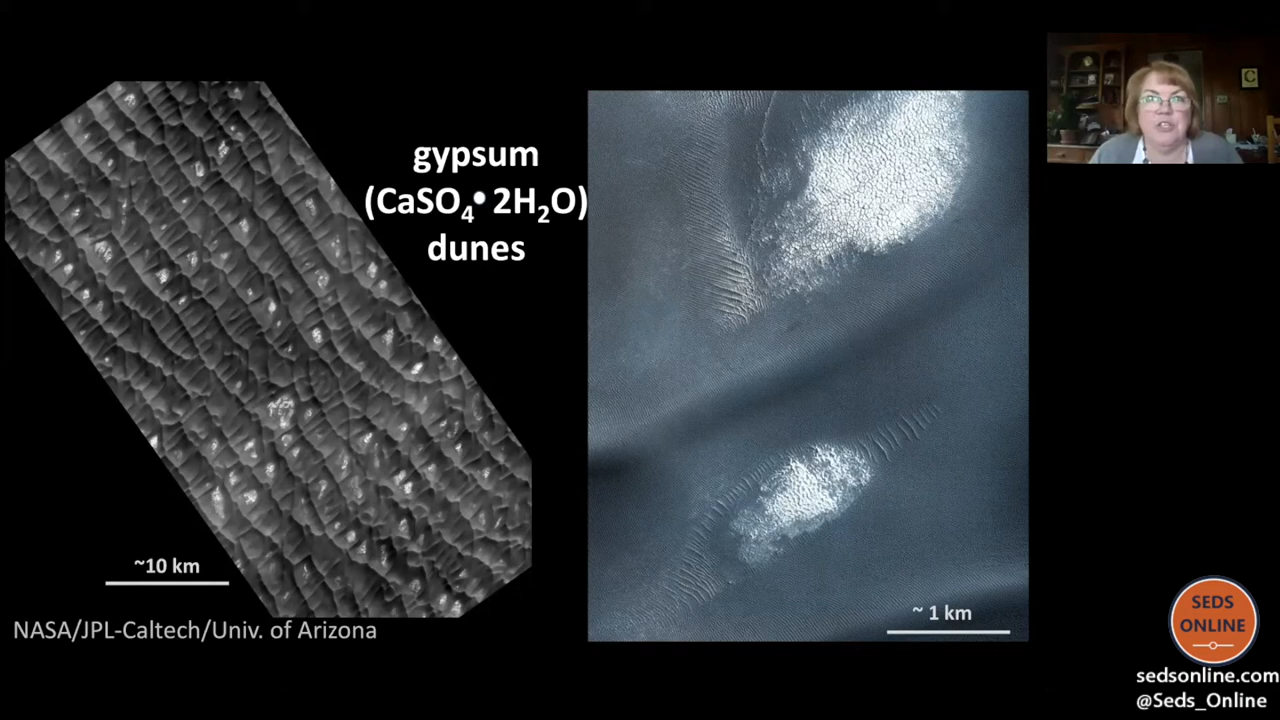 gypsum
(CaSO₄• 2H₂O)
dunes
~10 km
NASA/JPL-Caltech/Univ. of Arizona
~ 1 km
C
SEDS
ONLINE
sedsonline.com
@Seds_Online